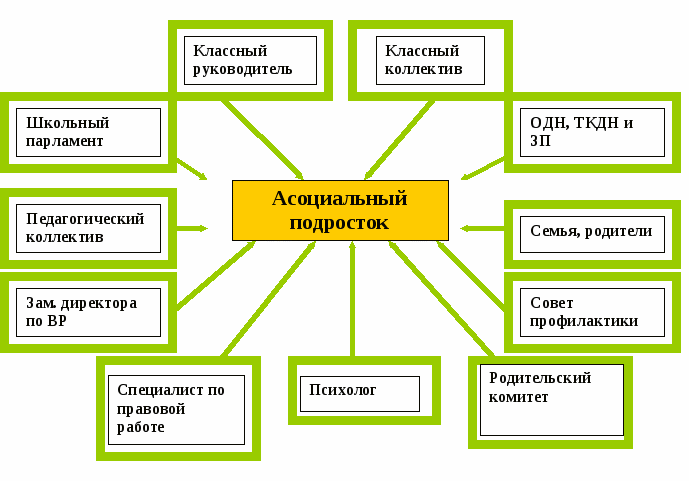 Классный
руководитель
Классный
коллектив
Школьный
парламент
ОДН, ТКДН и
ЗП
Асоциальный
подросток
Педагогический
коллектив
Семья, родители
Зам. директора
по ВР
Совет
профилактики
Специалист по
правовой
работе
Психолог
Родительский
комитет